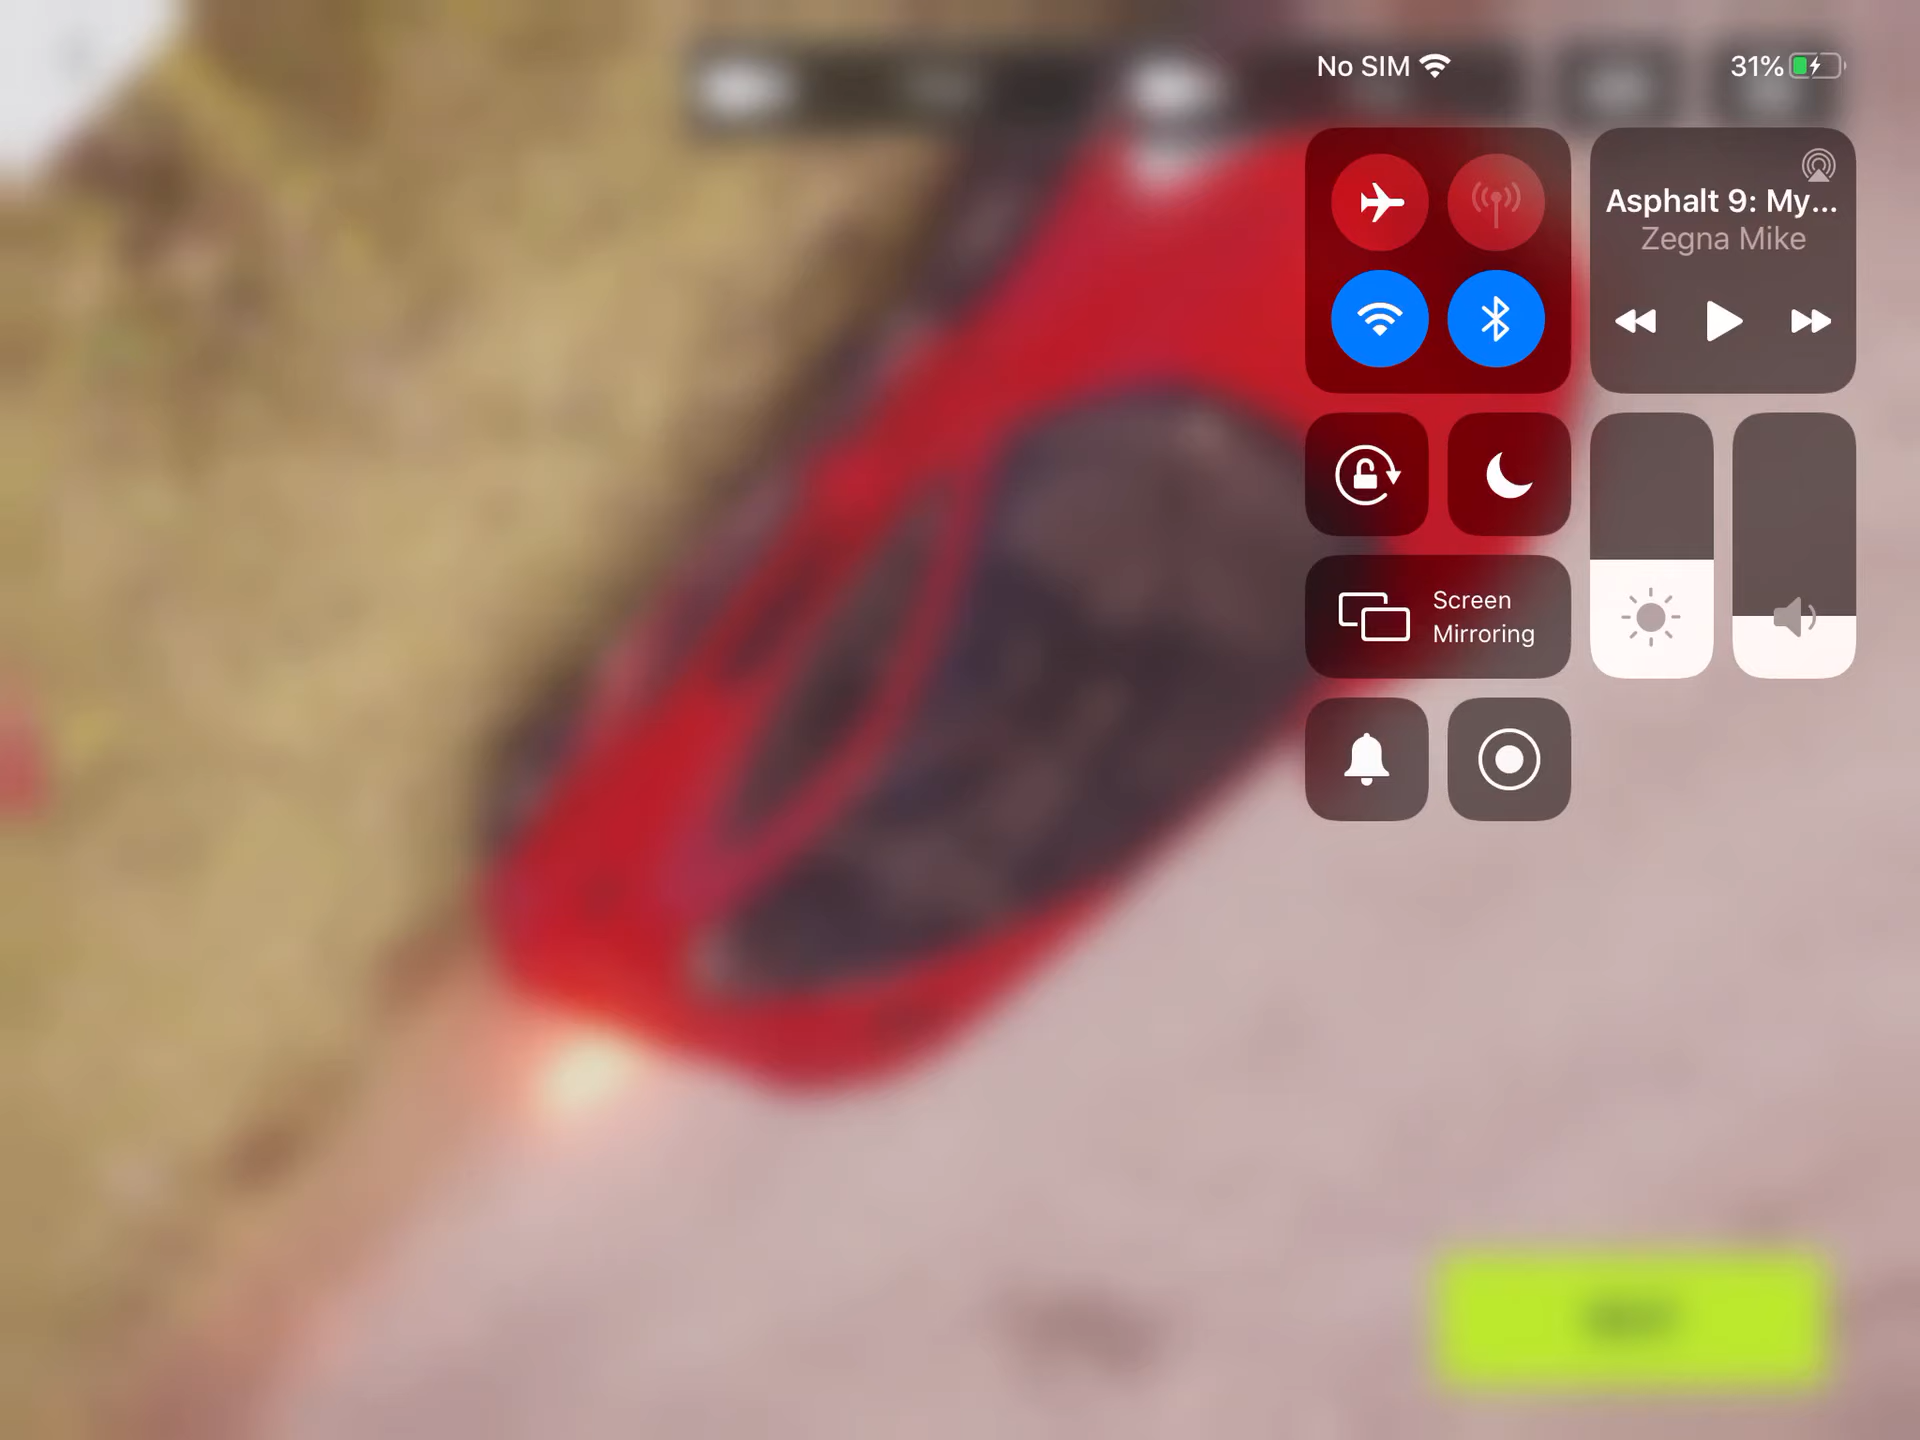 No SIM
31%
Asphalt 9: My...
Zegna Mike
Screen
Mirroring